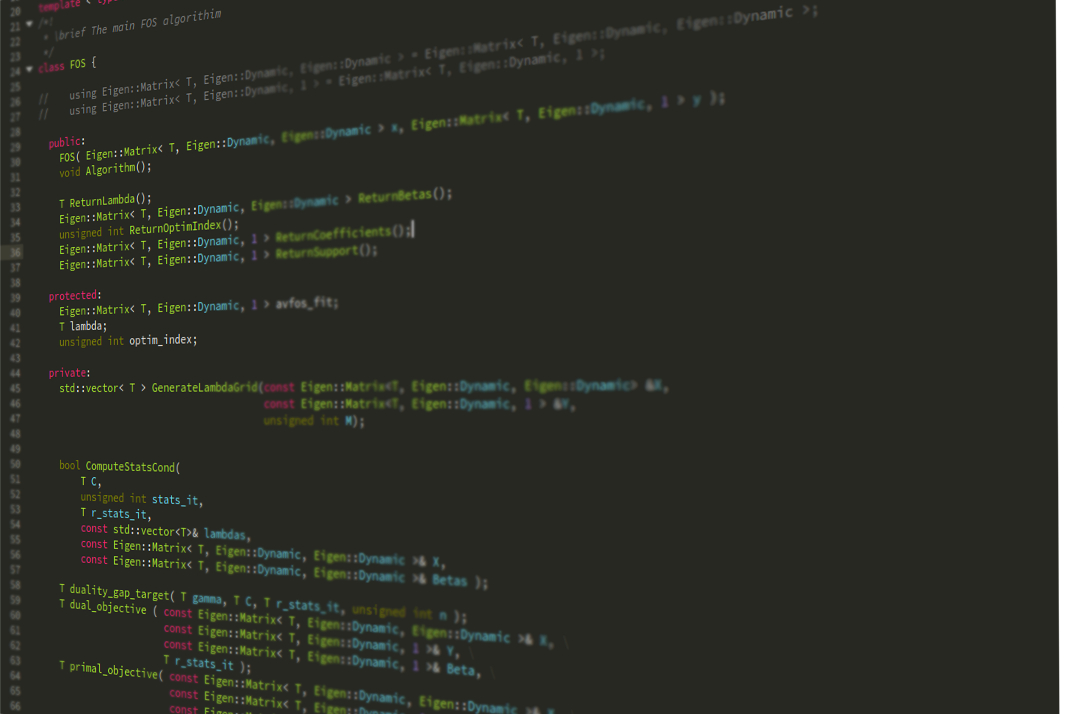 20 template <
21 /*!
22 * \brief The main FOS algorithim
23 */
24 class FOS {
25
26 // using Eigen::Matrix< T, Eigen::Dynamic, Eigen::Dynamic > = Eigen::Matrix< T, Eigen::Dynamic, Eigen::Dynamic >;
27 // using Eigen::Matrix< T, Eigen::Dynamic, 1 > = Eigen::Matrix< T, Eigen::Dynamic, 1 >;
28
29 public:
30 FOS( Eigen::Matrix< T, Eigen::Dynamic, Eigen::Dynamic > x, Eigen::Matrix< T, Eigen::Dynamic, 1 > y );
31 void Algorithm();
32
33 T ReturnLambda();
34 Eigen::Matrix< T, Eigen::Dynamic, Eigen::Dynamic > ReturnBetas();
35 unsigned int ReturnOptimIndex();
36 Eigen::Matrix< T, Eigen::Dynamic, 1 > ReturnCoefficients();
37 Eigen::Matrix< T, Eigen::Dynamic, 1 > ReturnSupport();
38
39 protected:
40 Eigen::Matrix< T, Eigen::Dynamic, 1 > avfos_fit;
41 T lambda;
42 unsigned int optim_index;
43
44 private:
45 std::vector< T > GenerateLambdaGrid(const Eigen::Matrix<T, Eigen::Dynamic, Eigen::Dynamic> &X,
46 const Eigen::Matrix<T, Eigen::Dynamic, 1 > &Y,
47 unsigned int M);
48
49
50 bool ComputeStatsCond(
51 T C,
52 unsigned int stats_it,
53 T r_stats_it,
54 const std::vector<T>& lambdas,
55 const Eigen::Matrix< T, Eigen::Dynamic, Eigen::Dynamic >& X,
56 const Eigen::Matrix< T, Eigen::Dynamic, Eigen::Dynamic >& Betas );
57
58 T duality_gap_target( T gamma, T C, T r_stats_it, unsigned int n );
59 T dual_objective ( const Eigen::Matrix< T, Eigen::Dynamic, Eigen::Dynamic >& X, \
60 const Eigen::Matrix< T, Eigen::Dynamic, 1 >& Y, \
61 const Eigen::Matrix< T, Eigen::Dynamic, 1 >& Beta, \
62 T r_stats_it );
63 T primal_objective( const Eigen::Matrix< T, Eigen::Dynamic, Eigen::Dynamic >& X,
64 const Eigen::Matrix< T, Eigen::Dynamic,
65 const
66